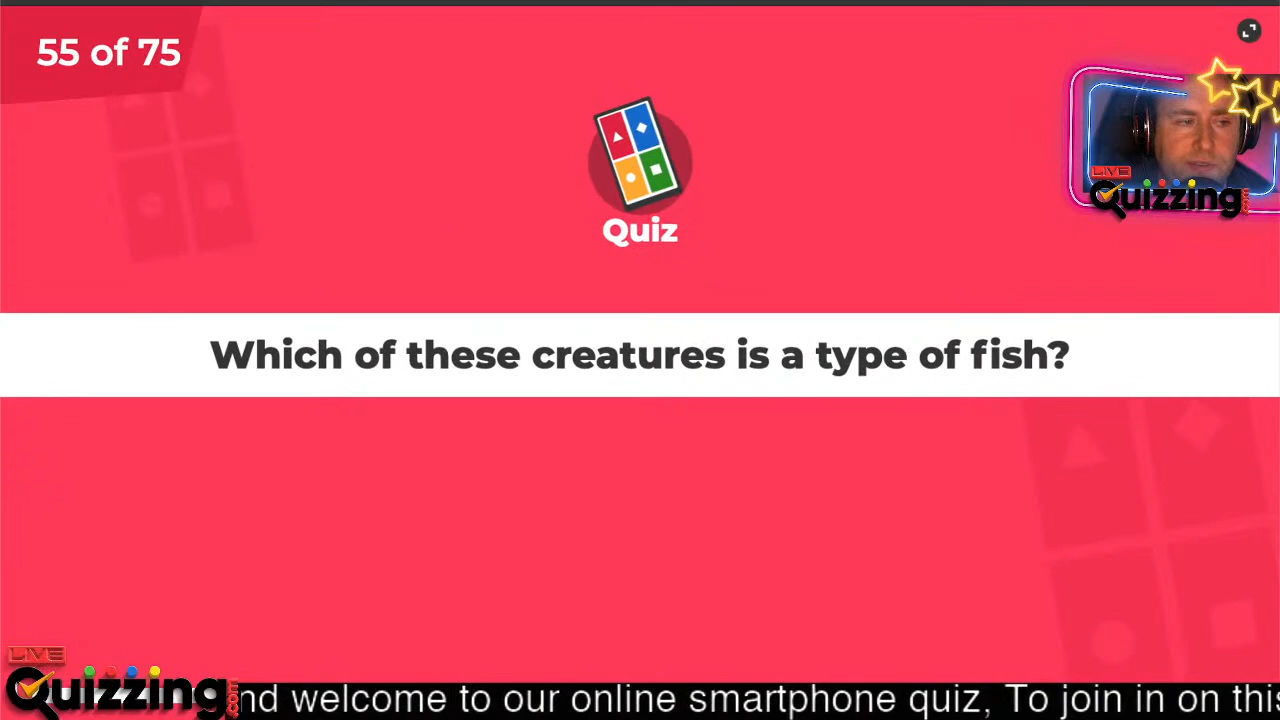 55 of 75
LIVE
Quizzing
.com
Quiz
Which of these creatures is a type of fish?
LIVE
Quizzing
.com
nd welcome to our online smartphone quiz, To join in on this